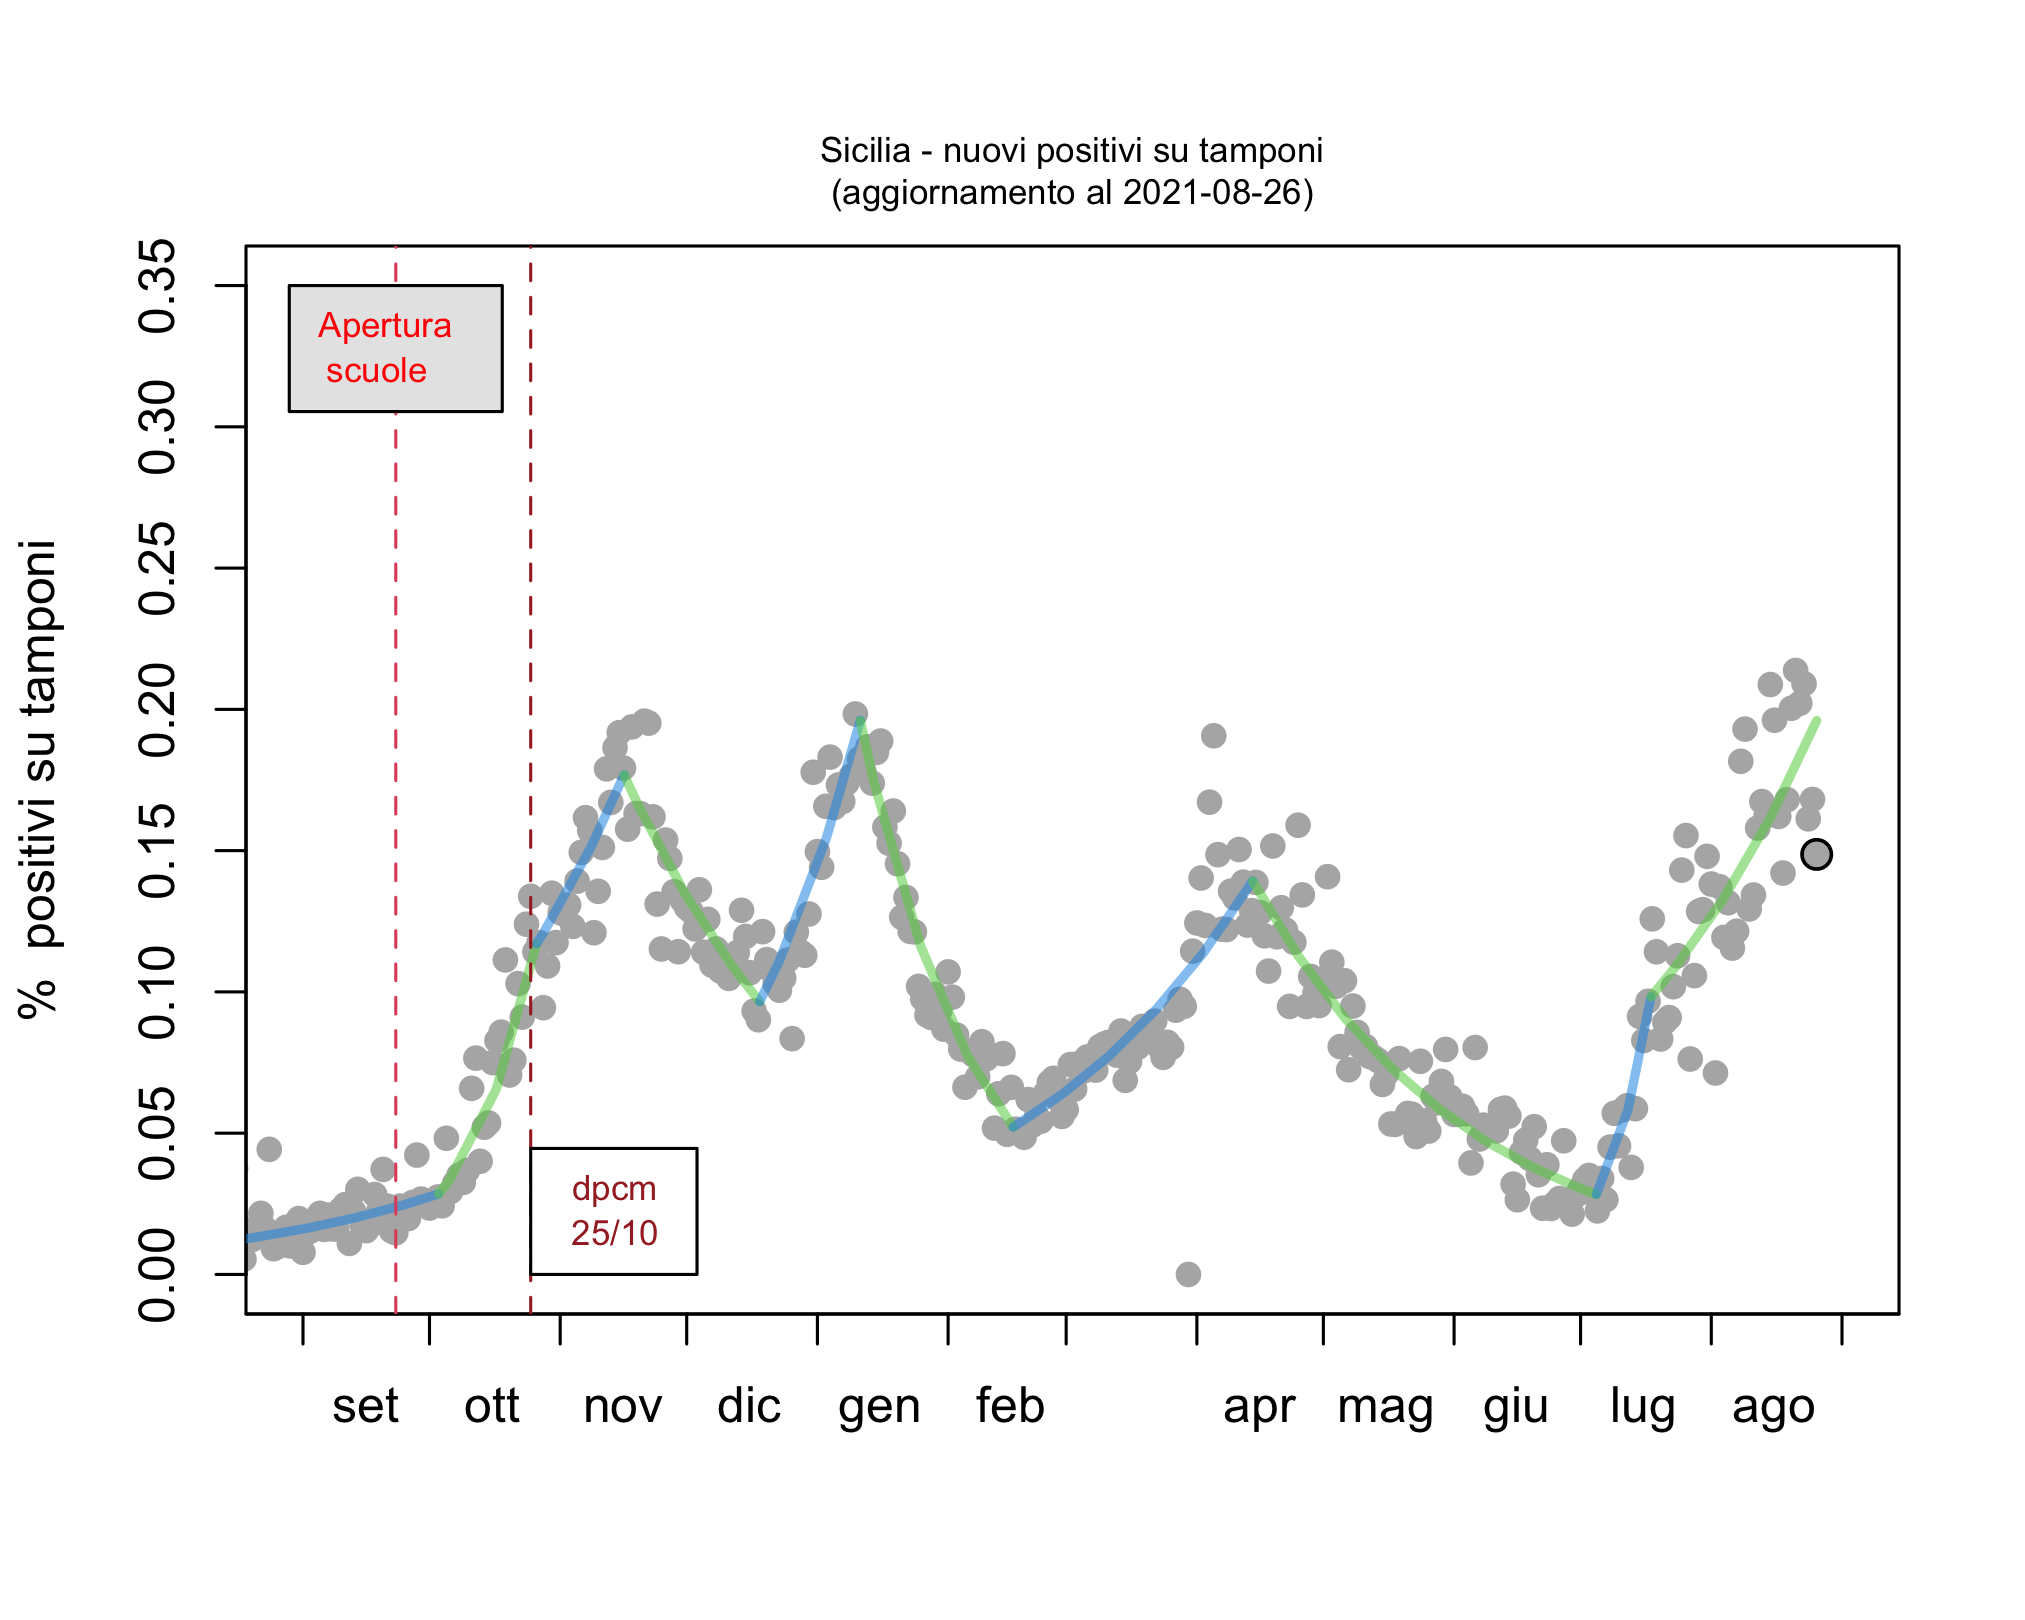 Sicilia - nuovi positivi su tamponi
(aggiornamento al 2021-08-26)
% positivi su tamponi
0.35
0.30
0.25
0.20
0.15
0.10
0.05
0.00
Apertura
scuole
dpcm
25/10
set ott nov dic gen feb apr mag giu lug ago